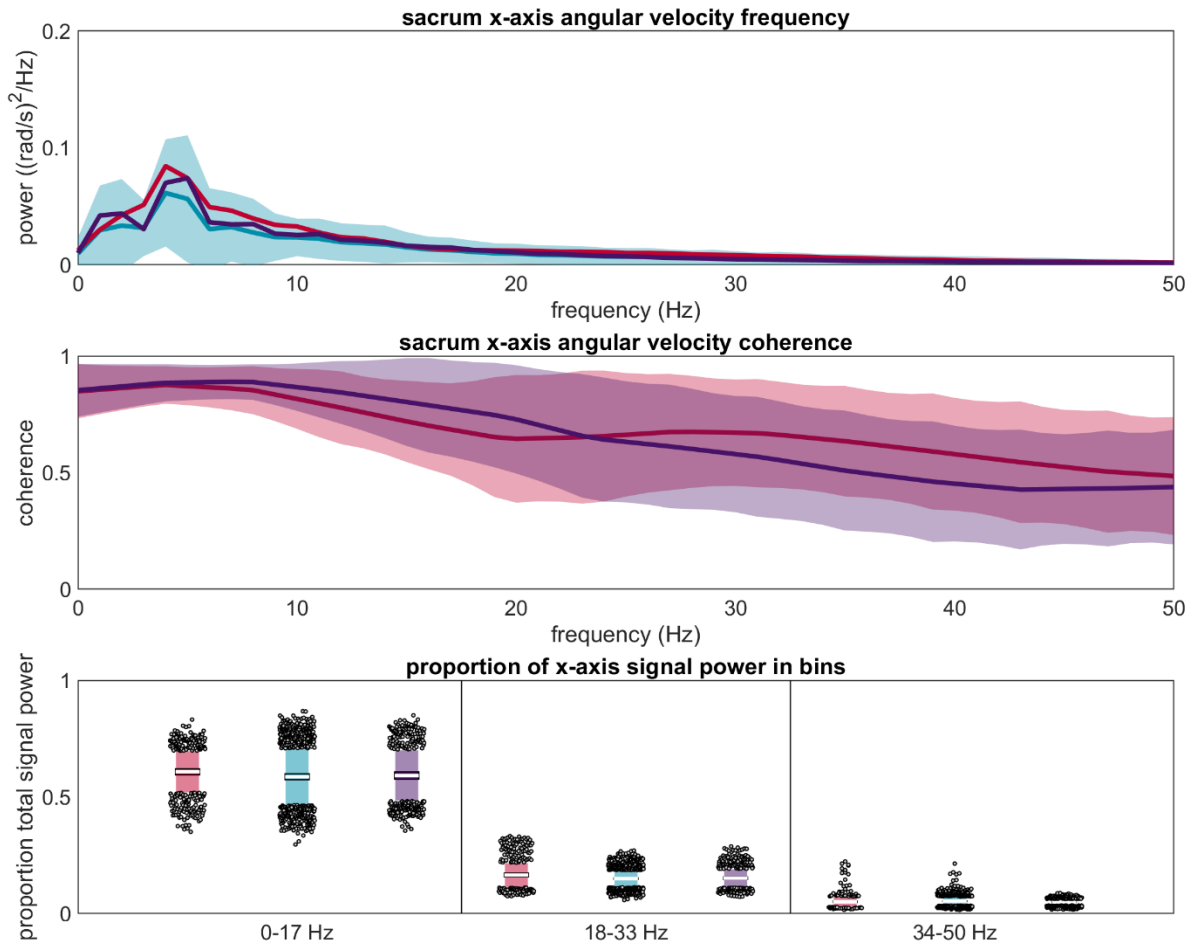 sacrum x-axis angular velocity frequency
0.2
0.1
0
power ((rad/s)²/Hz)
0 10 20 30 40 50
frequency (Hz)
sacrum x-axis angular velocity coherence
1
0.5
0
coherence
0 10 20 30 40 50
frequency (Hz)
proportion of x-axis signal power in bins
1
0.5
0
proportion total signal power
0-17 Hz 18-33 Hz 34-50 Hz